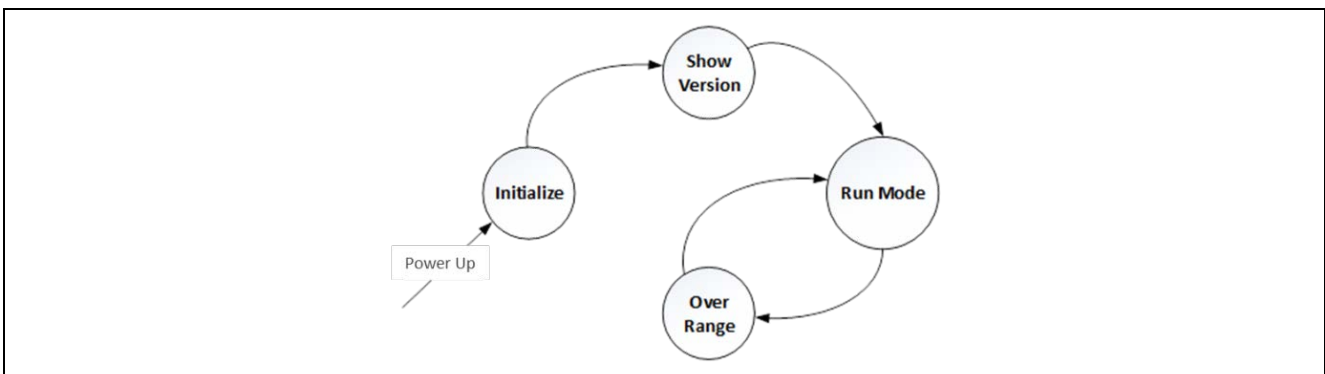 Show
Version
Initialize
Run Mode
Power Up
Over
Range